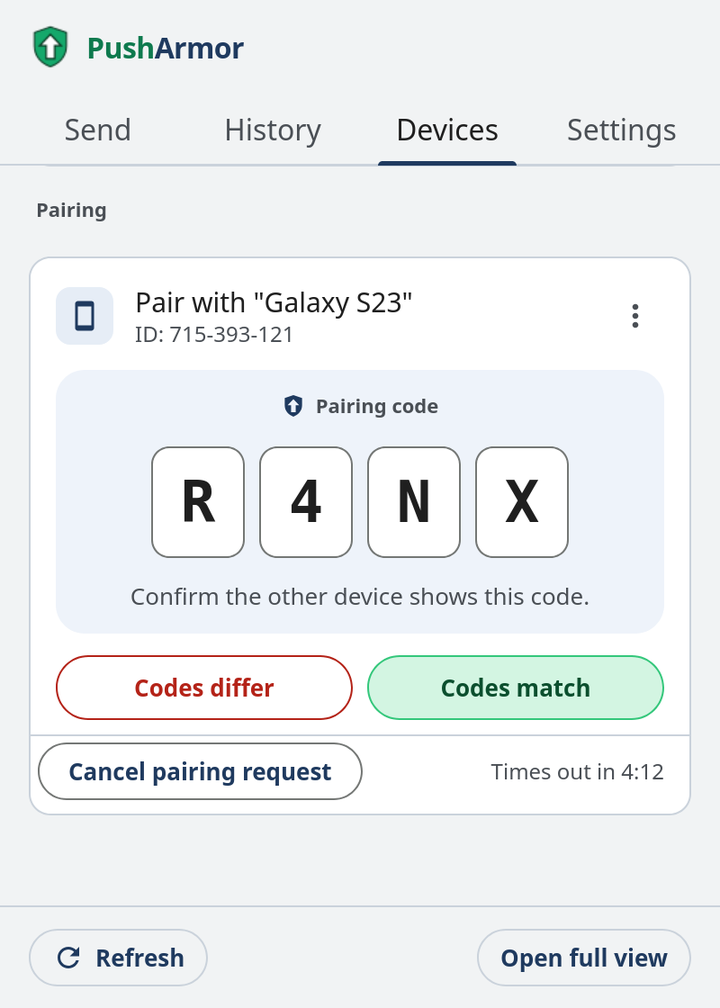 PushArmor
Send History Devices Settings
Pairing
Pair with "Galaxy S23"
ID: 715-393-121
Pairing code
R 4 N X
Confirm the other device shows this code.
Codes differ Codes match
Cancel pairing request Times out in 4:12
Refresh Open full view